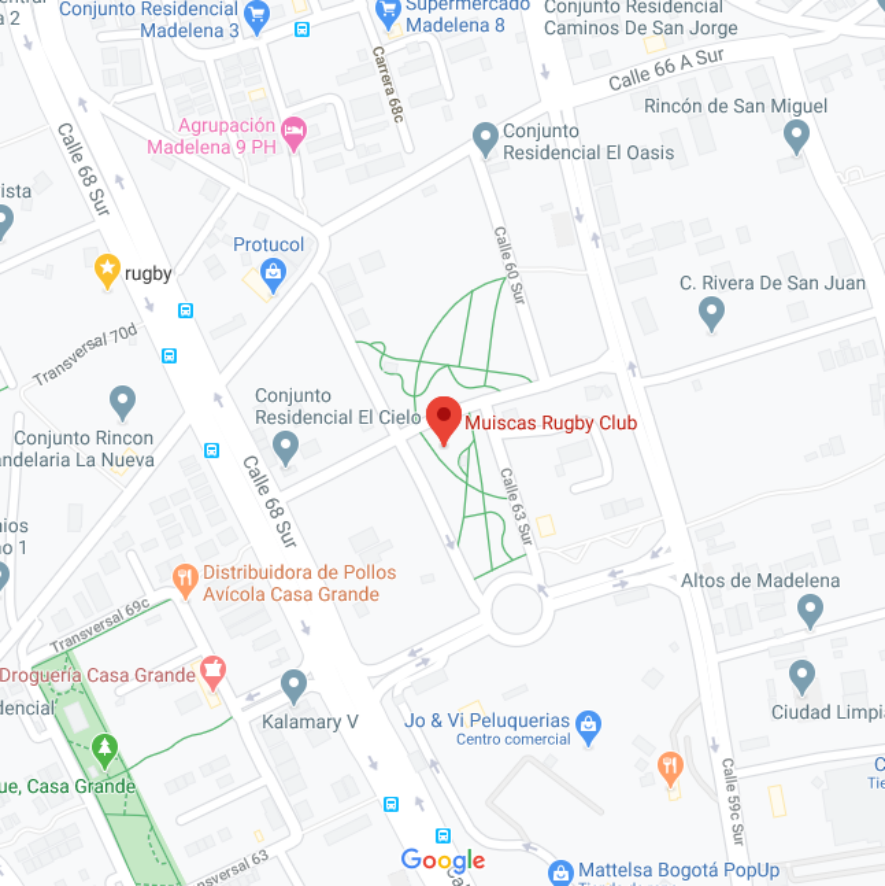 Conjunto Residencial
Madelena 3
Supermercado
Madelena 8
Conjunto Residencial
Caminos De San Jorge
Calle 66 A Sur
Carrera 68c
Rincón de San Miguel
Agrupación
Madelena 9 PH
Conjunto
Residencial El Oasis
Calle 68 Sur
Protucol
rugby
Calle 60 Sur
C. Rivera De San Juan
Transversal 70d
Conjunto
Residencial El Cielo
Muiscas Rugby Club
Conjunto Rincon
andelaria La Nueva
Calle 68 Sur
Calle 63 Sur
Distribuidora de Pollos
Avícola Casa Grande
Altos de Madelena
Transversal 69c
Droguería Casa Grande
dencial
Kalamary V
Jo & Vi Peluquerias
Centro comercial
Ciudad Limpia
Calle 59c Sur
ue, Casa Grande
nsversal 63
Google
Mattelsa Bogotá PopUp